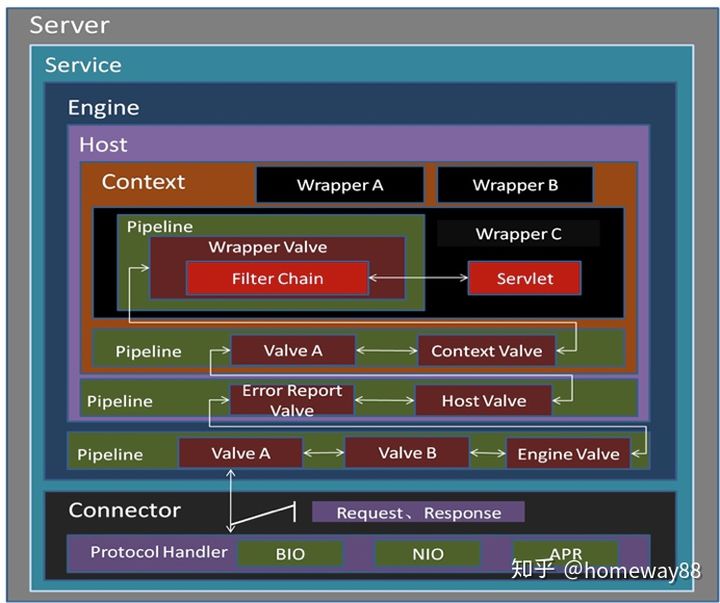 Server
Service
Engine
Host
Context
Wrapper A
Wrapper B
Pipeline
Wrapper Valve
Wrapper C
Filter Chain
Servlet
Pipeline
Valve A
Context Valve
Pipeline
Error Report
Valve
Host Valve
Pipeline
Valve A
Valve B
Engine Valve
Connector
Request、Response
Protocol Handler
BIO
NIO
APR
知乎 @homeway88